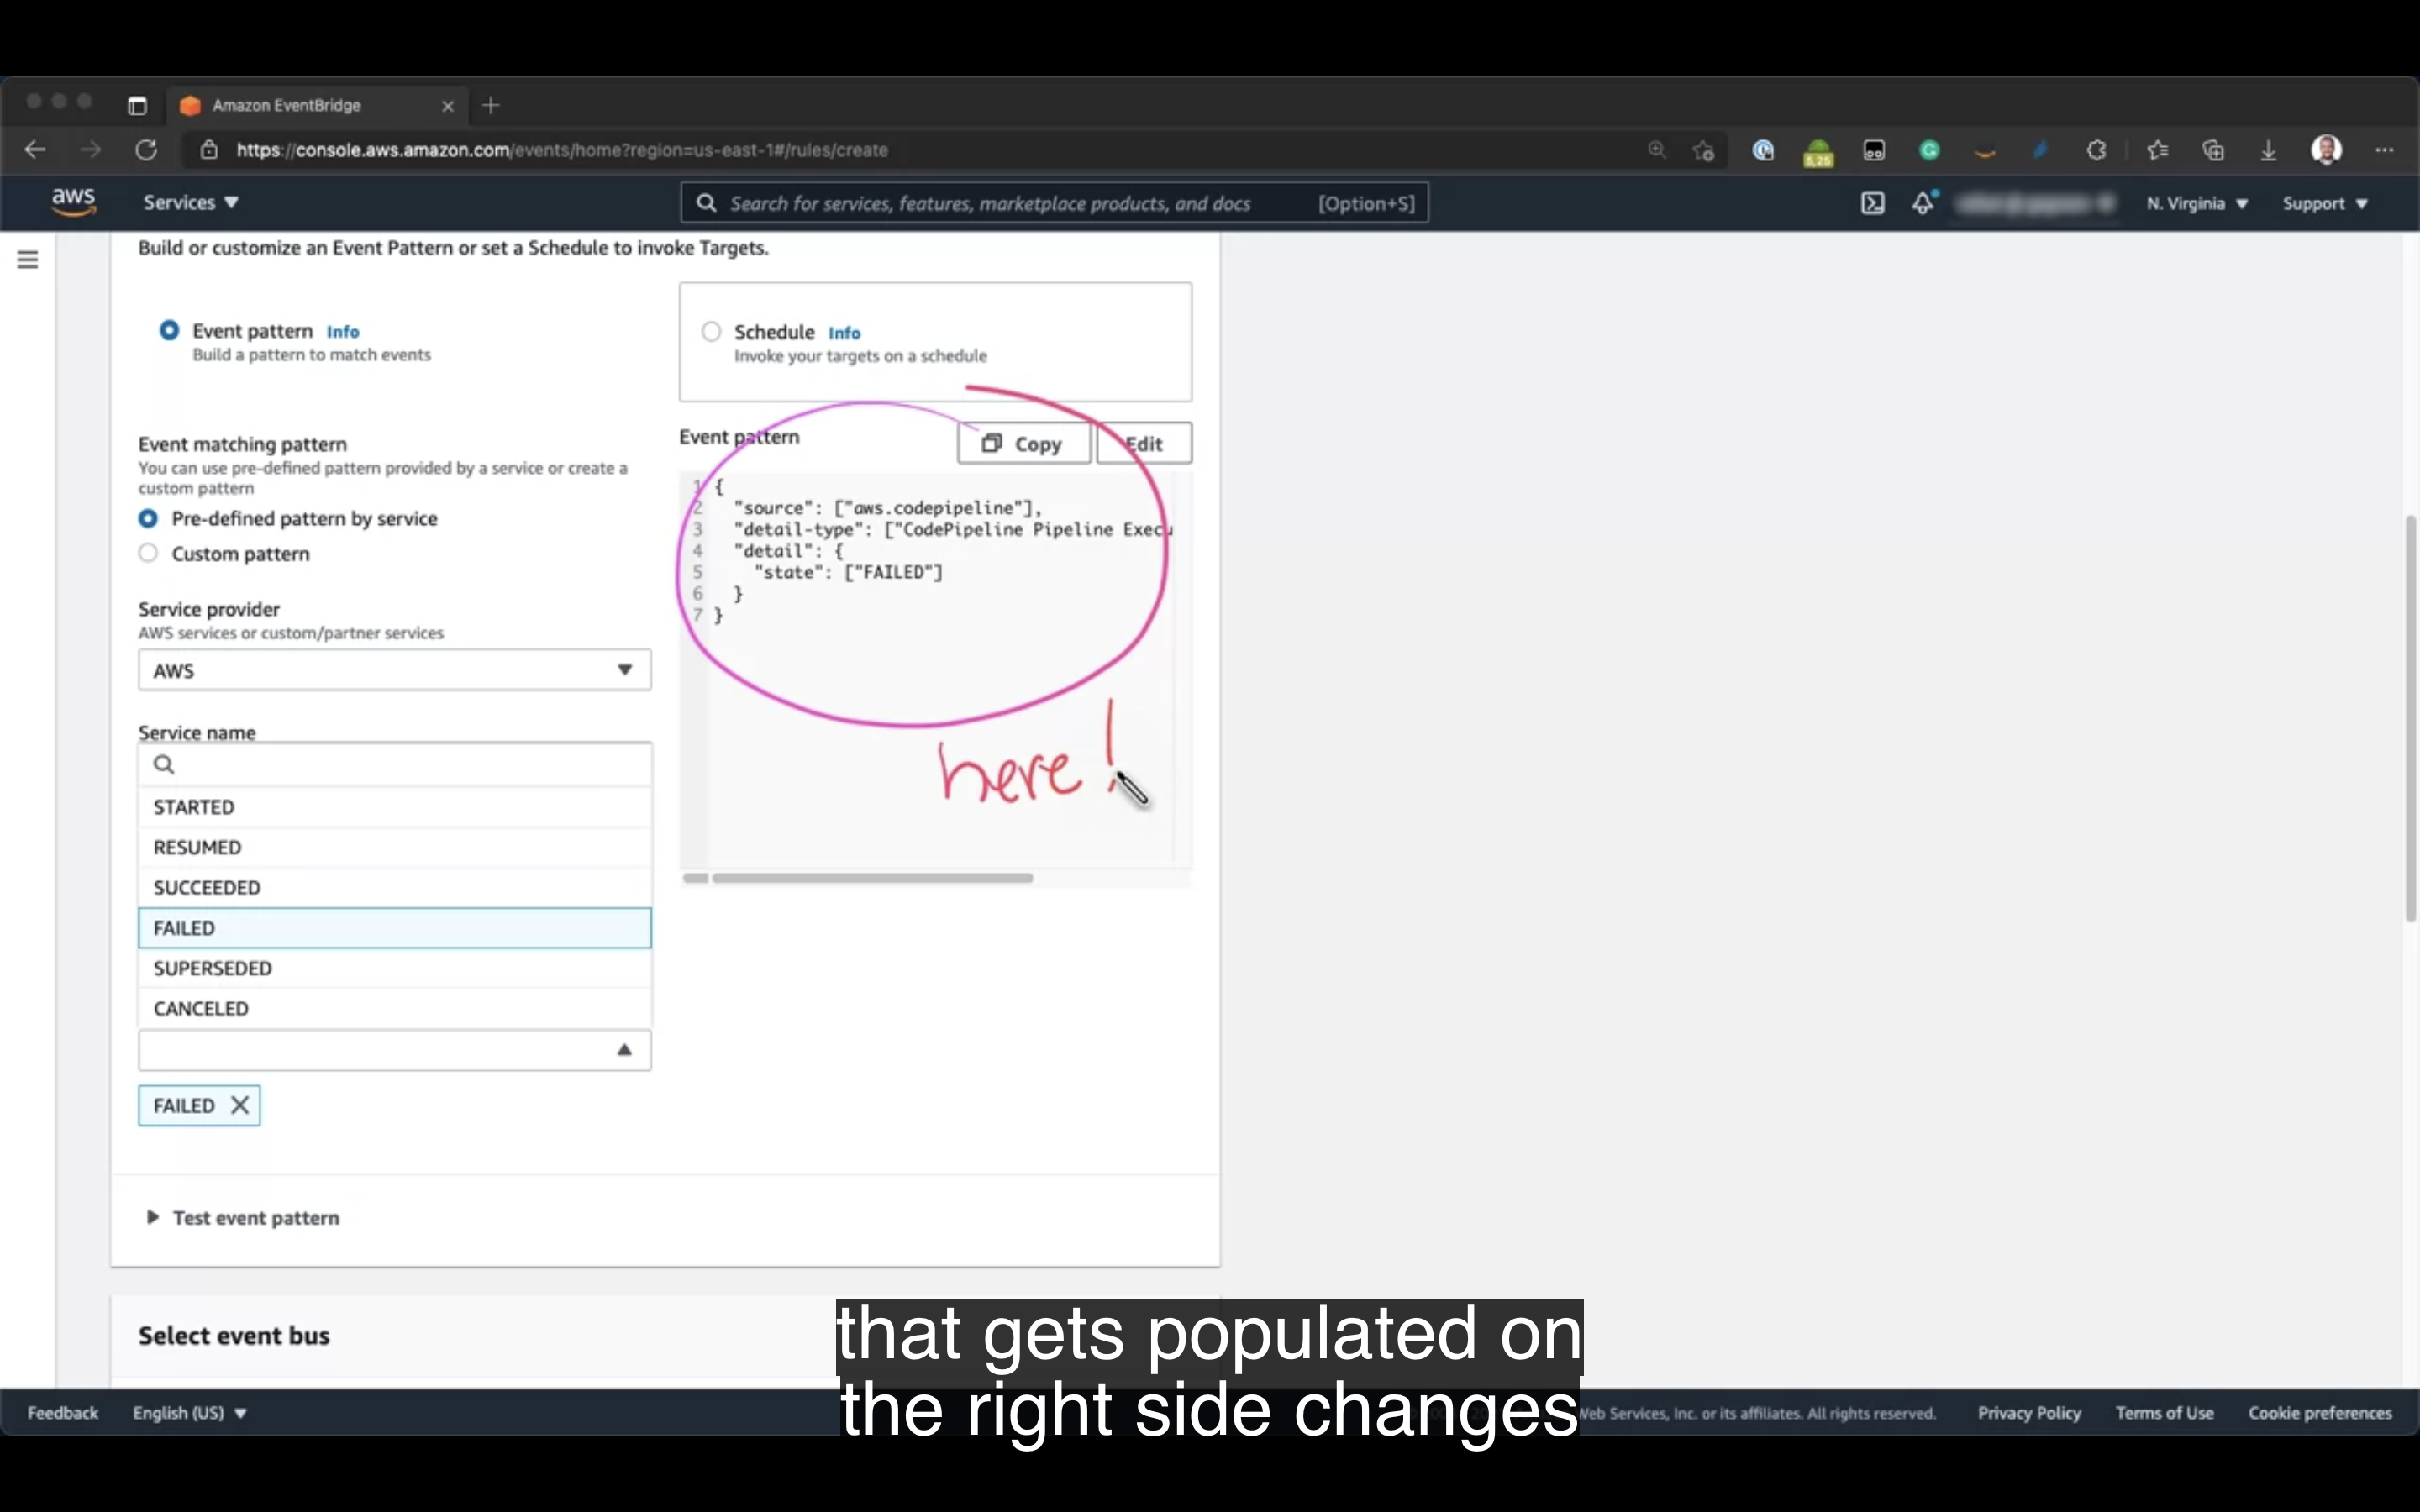 Amazon EventBridge
https://console.aws.amazon.com/events/home?region=us-east-1#/rules/create
5,25
aws
Services
Search for services, features, marketplace products, and docs
[Option+S]
N. Virginia
Support
Build or customize an Event Pattern or set a Schedule to invoke Targets.
Event pattern Info
Build a pattern to match events
Schedule Info
Invoke your targets on a schedule
Event matching pattern
You can use pre-defined pattern provided by a service or create a
custom pattern
Pre-defined pattern by service
Custom pattern
Service provider
AWS services or custom/partner services
AWS
Service name
STARTED
RESUMED
SUCCEEDED
FAILED
SUPERSEDED
CANCELED
FAILED
Event pattern
Copy
Edit
1 {
2 "source": ["aws.codepipeline"],
3 "detail-type": ["CodePipeline Pipeline Execu
4 "detail": {
5 "state": ["FAILED"]
6 }
7 }
here!
Test event pattern
Select event bus
that gets populated on
the right side changes
Feedback
English (US)
Web Services, Inc. or its affiliates. All rights reserved.
Privacy Policy
Terms of Use
Cookie preferences